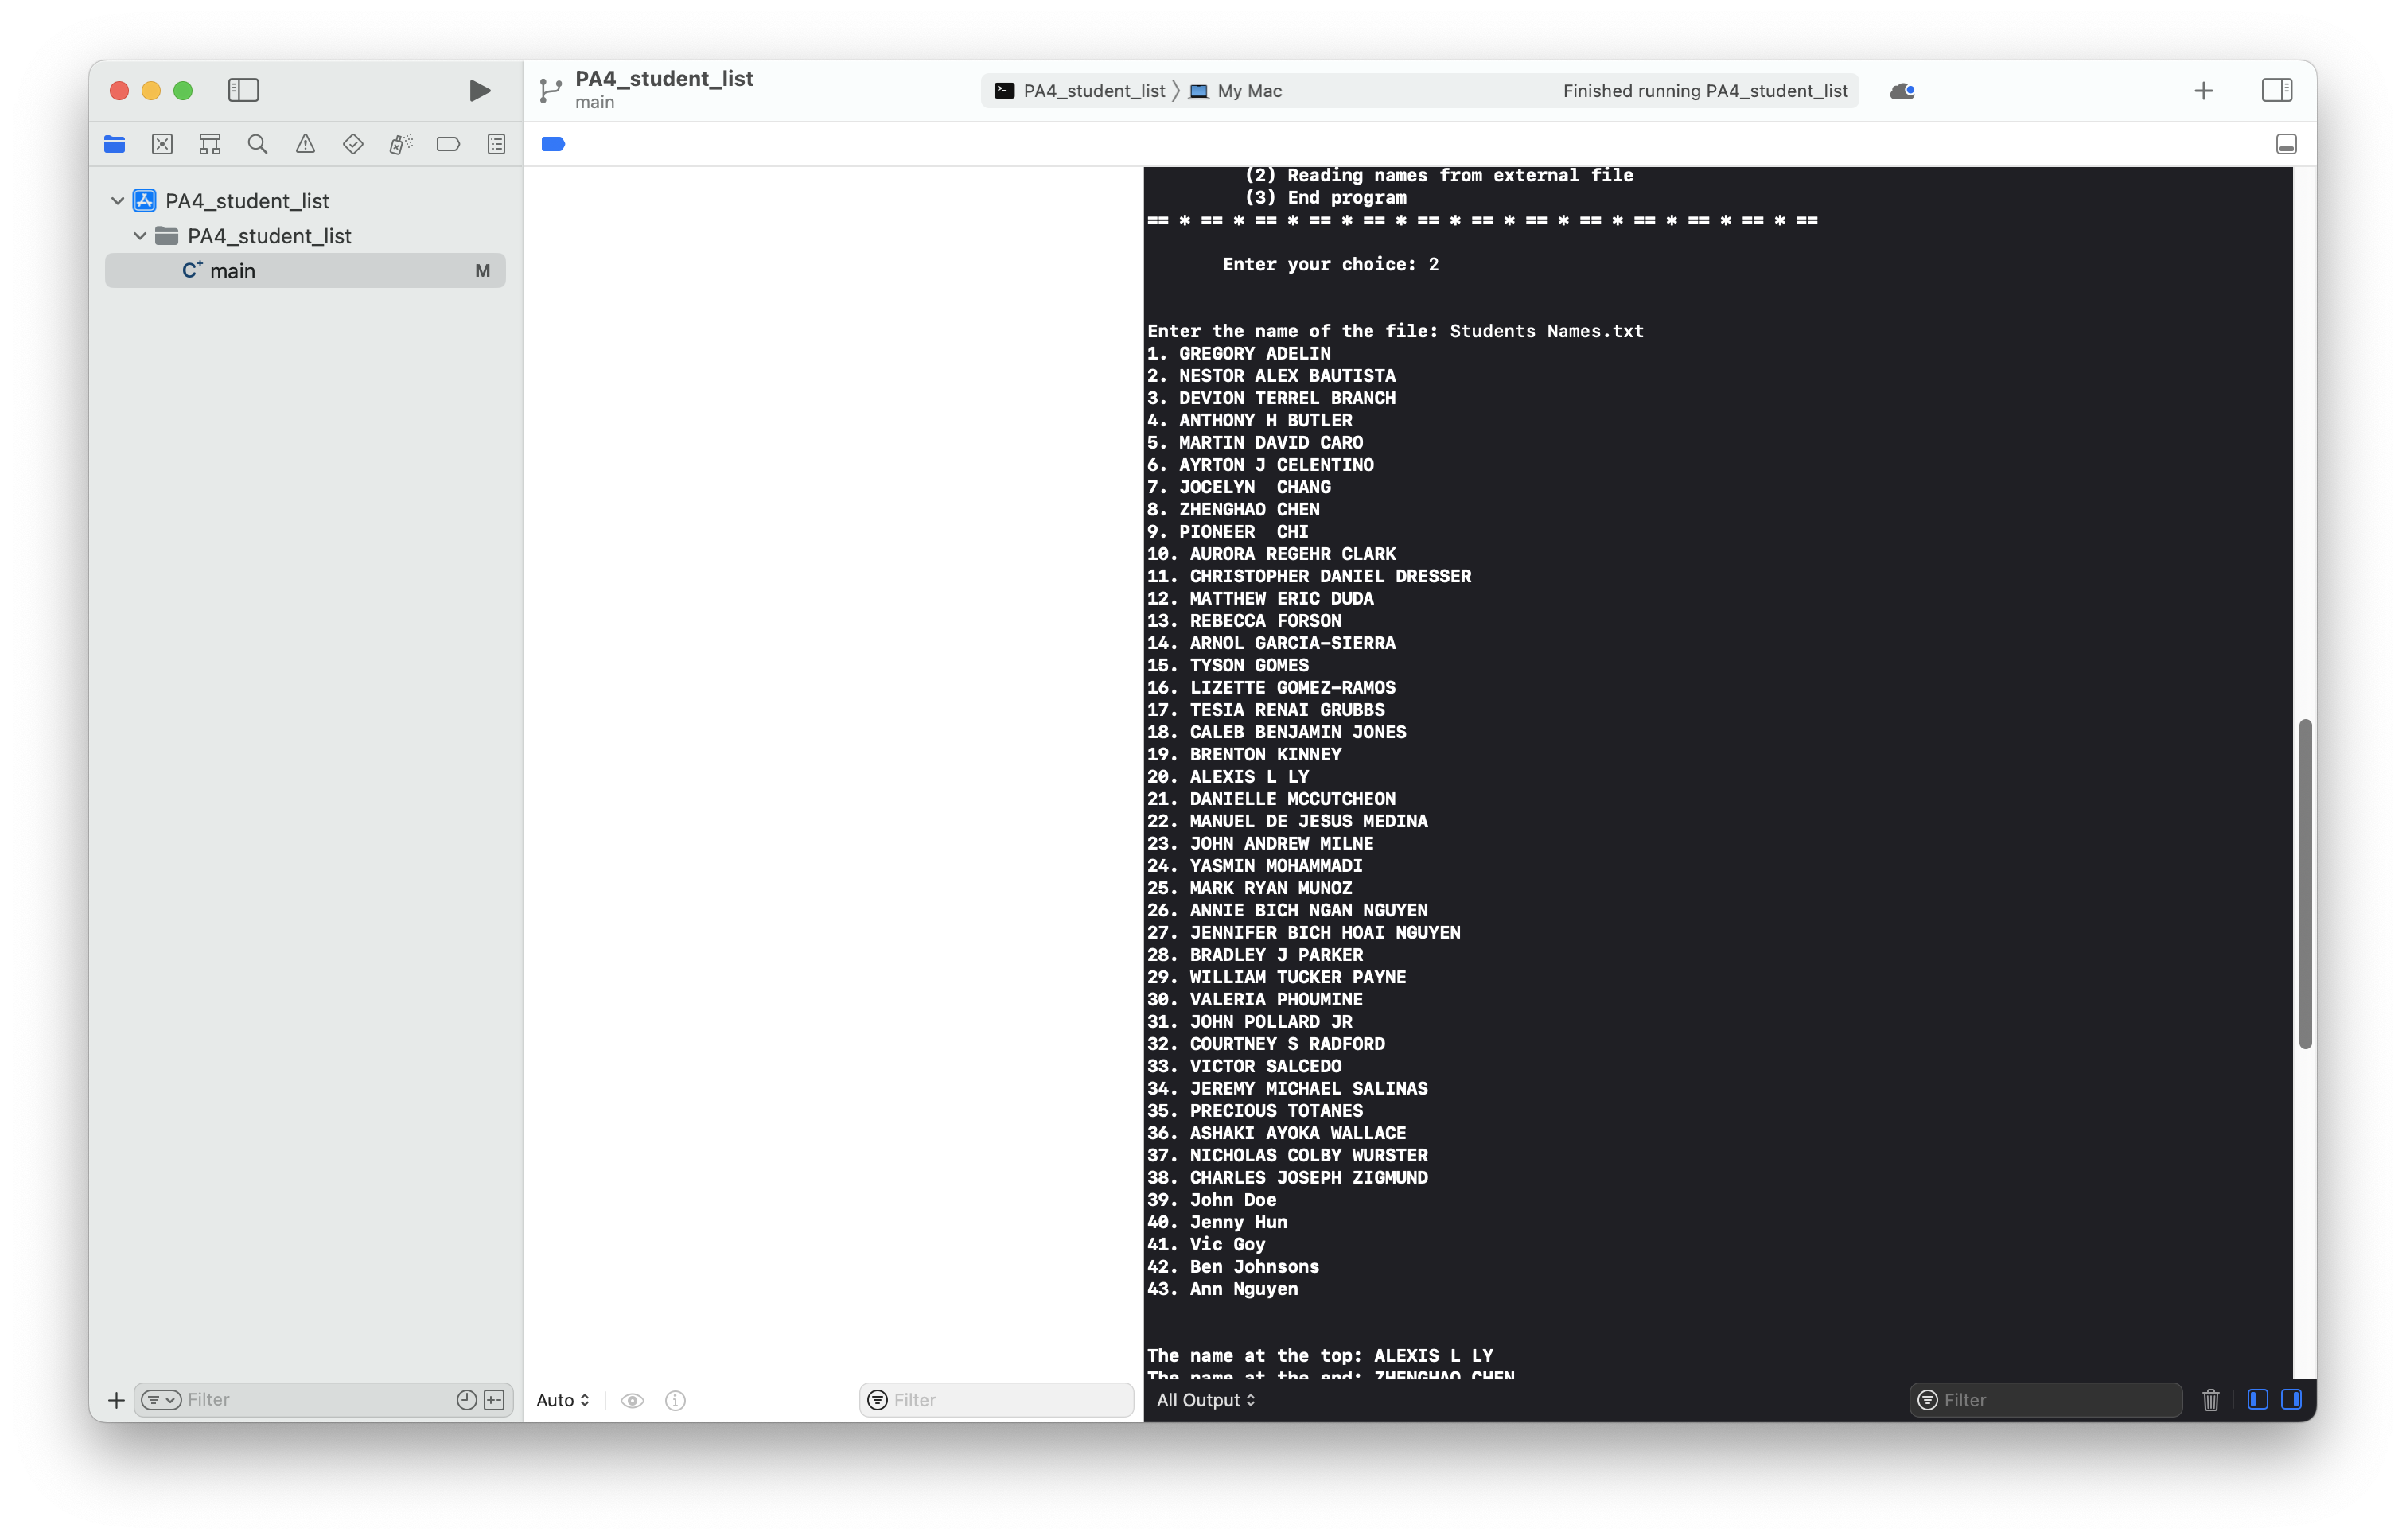 PA4_student_list
main
PA4_student_list
My Mac
Finished running PA4_student_list
PA4_student_list
PA4_student_list
C+ main M
(2) Reading names from external file
(3) End program
== * == * == * == * == * == * == * == * == * == * == * == * ==
Enter your choice: 2
Enter the name of the file: Students Names.txt
1. GREGORY ADELIN
2. NESTOR ALEX BAUTISTA
3. DEVION TERREL BRANCH
4. ANTHONY H BUTLER
5. MARTIN DAVID CARO
6. AYRTON J CELENTINO
7. JOCELYN  CHANG
8. ZHENGHAO CHEN
9. PIONEER  CHI
10. AURORA REGEHR CLARK
11. CHRISTOPHER DANIEL DRESSER
12. MATTHEW ERIC DUDA
13. REBECCA FORSON
14. ARNOL GARCIA-SIERRA
15. TYSON GOMES
16. LIZETTE GOMEZ-RAMOS
17. TESIA RENAI GRUBBS
18. CALEB BENJAMIN JONES
19. BRENTON KINNEY
20. ALEXIS L LY
21. DANIELLE MCCUTCHEON
22. MANUEL DE JESUS MEDINA
23. JOHN ANDREW MILNE
24. YASMIN MOHAMMADI
25. MARK RYAN MUNOZ
26. ANNIE BICH NGAN NGUYEN
27. JENNIFER BICH HOAI NGUYEN
28. BRADLEY J PARKER
29. WILLIAM TUCKER PAYNE
30. VALERIA PHOUMINE
31. JOHN POLLARD JR
32. COURTNEY S RADFORD
33. VICTOR SALCEDO
34. JEREMY MICHAEL SALINAS
35. PRECIOUS TOTANES
36. ASHAKI AYOKA WALLACE
37. NICHOLAS COLBY WURSTER
38. CHARLES JOSEPH ZIGMUND
39. John Doe
40. Jenny Hun
41. Vic Goy
42. Ben Johnsons
43. Ann Nguyen
The name at the top: ALEXIS L LY
The name at the end: ZHENGHAO CHEN
Filter
Auto
Filter
All Output
Filter